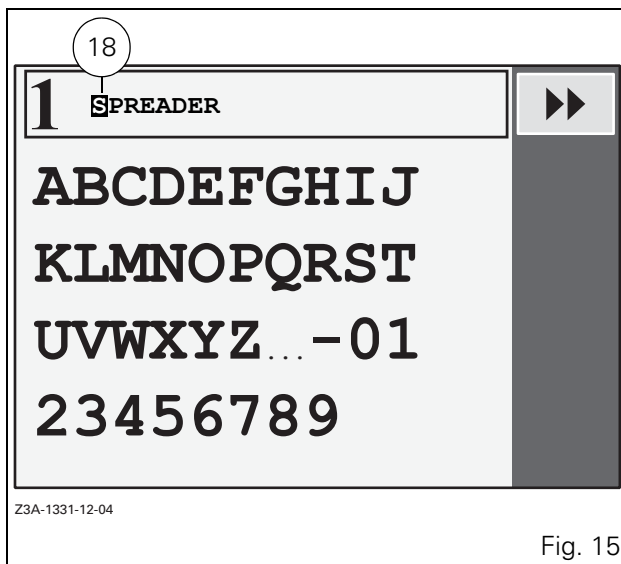 18
1 SPREADER
ABCDEFGHIJ
KLMNOPQRST
UVWXYZ...-01
23456789
Z3A-1331-12-04
Fig. 15